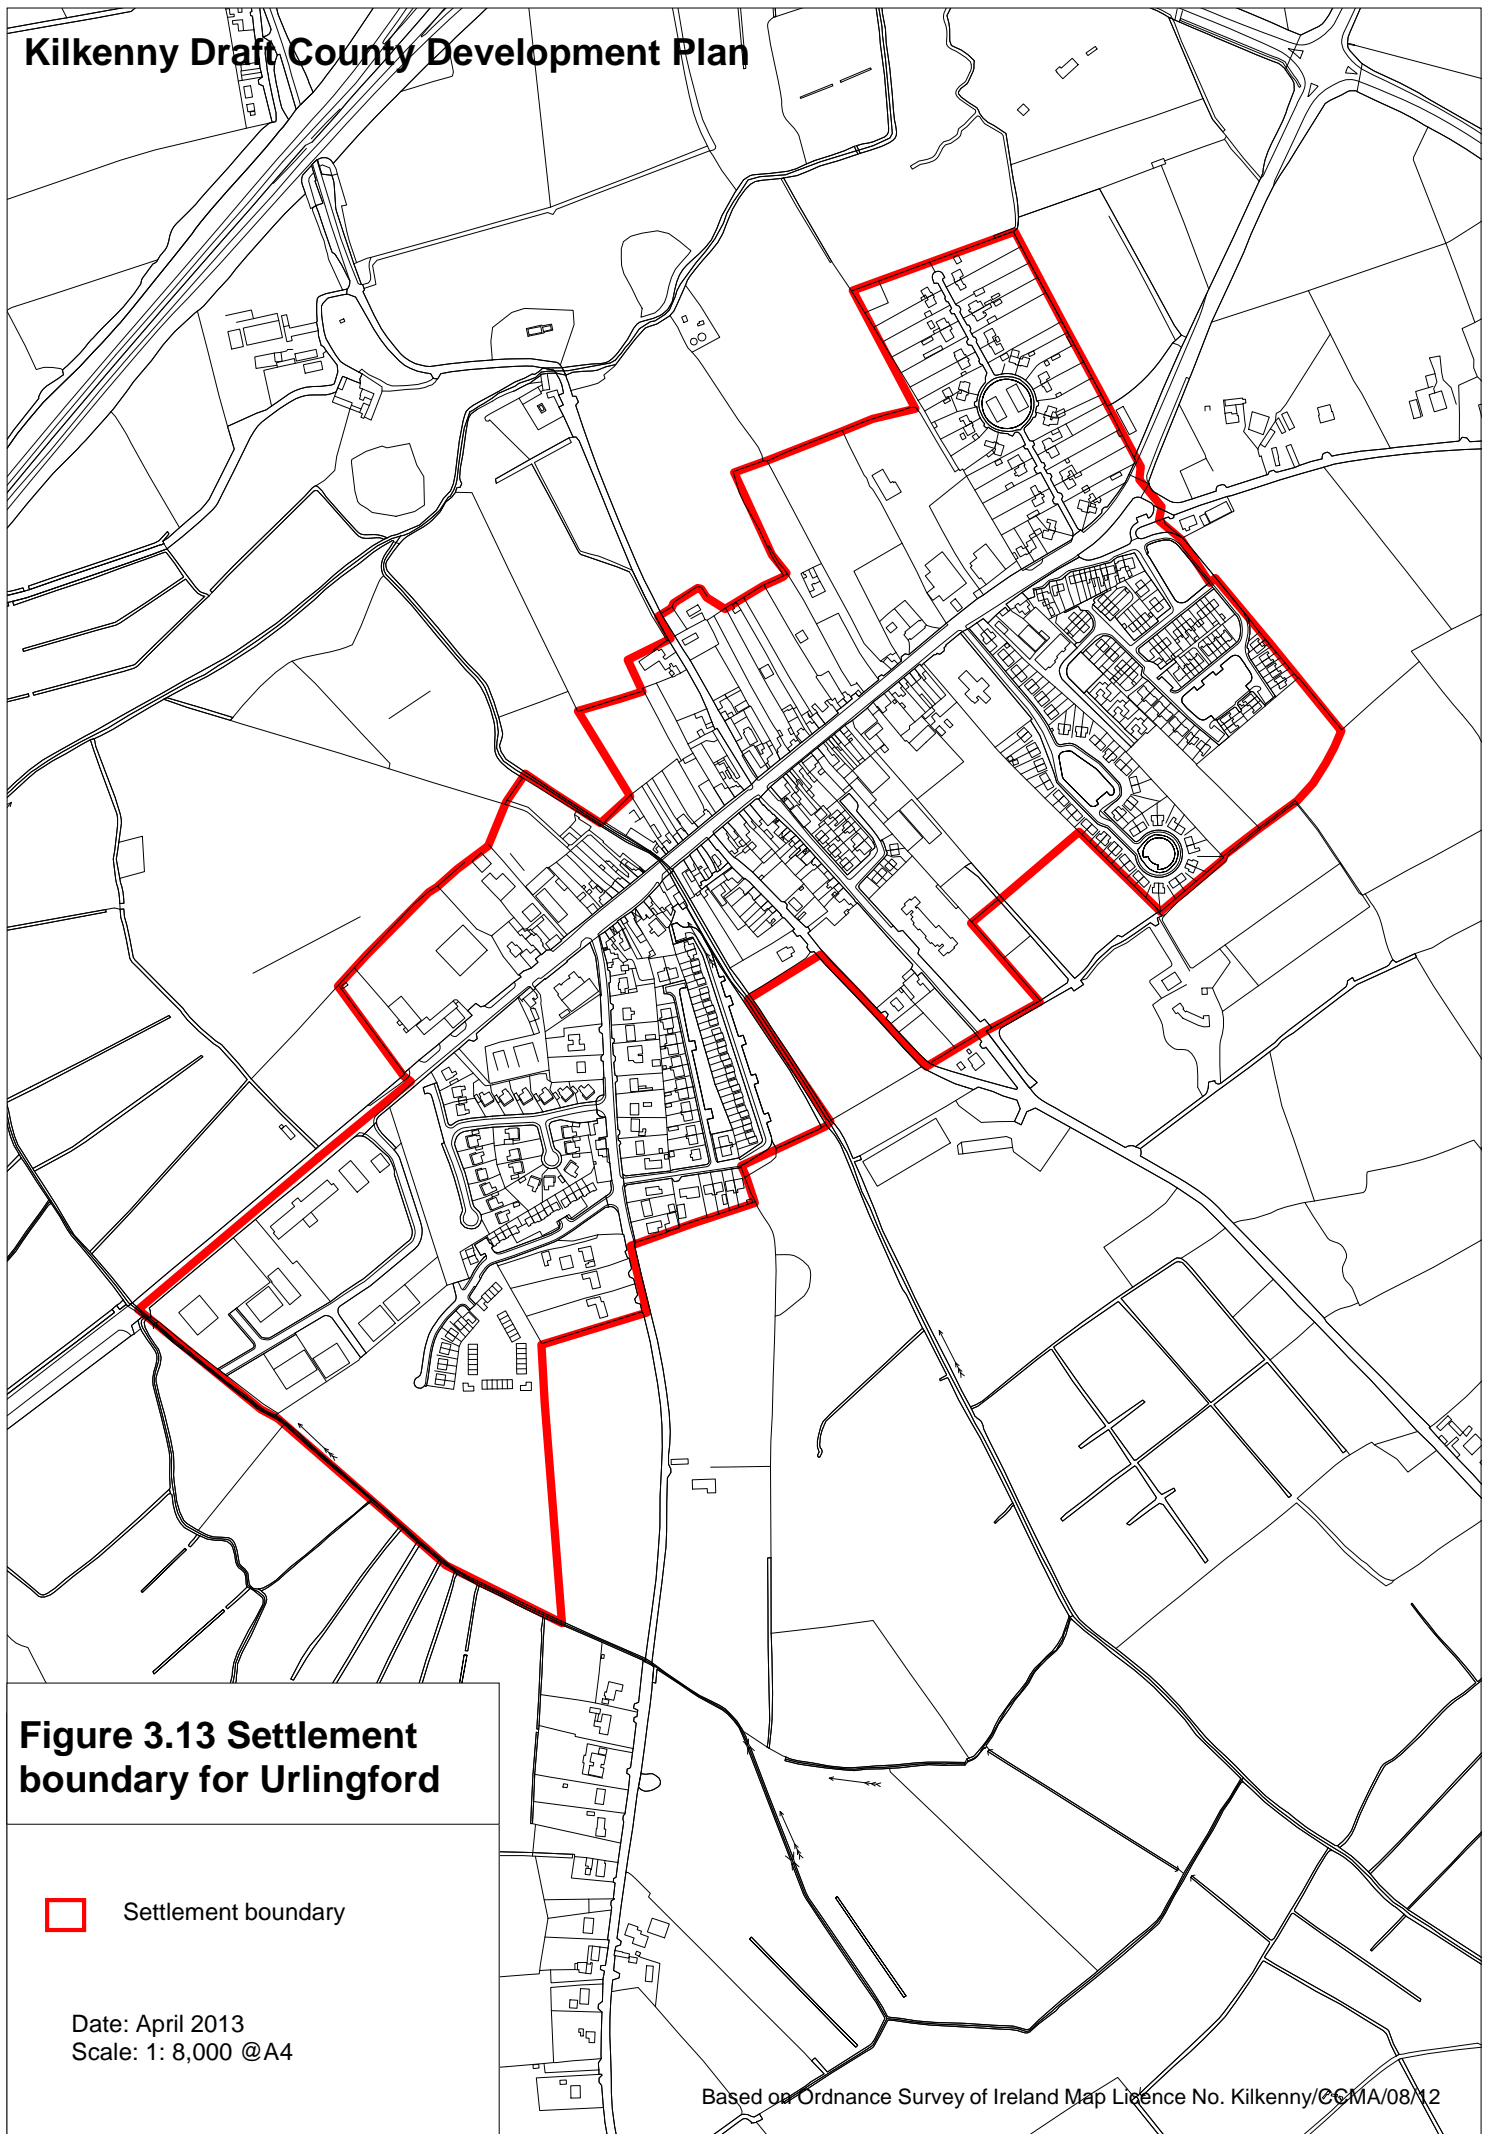 Kilkenny Draft County Development Plan
Figure 3.13 Settlement
boundary for Urlingford
Settlement boundary
Date: April 2013
Scale: 1: 8,000 @A4
Based on Ordnance Survey of Ireland Map Licence No. Kilkenny/CCMA/08/12